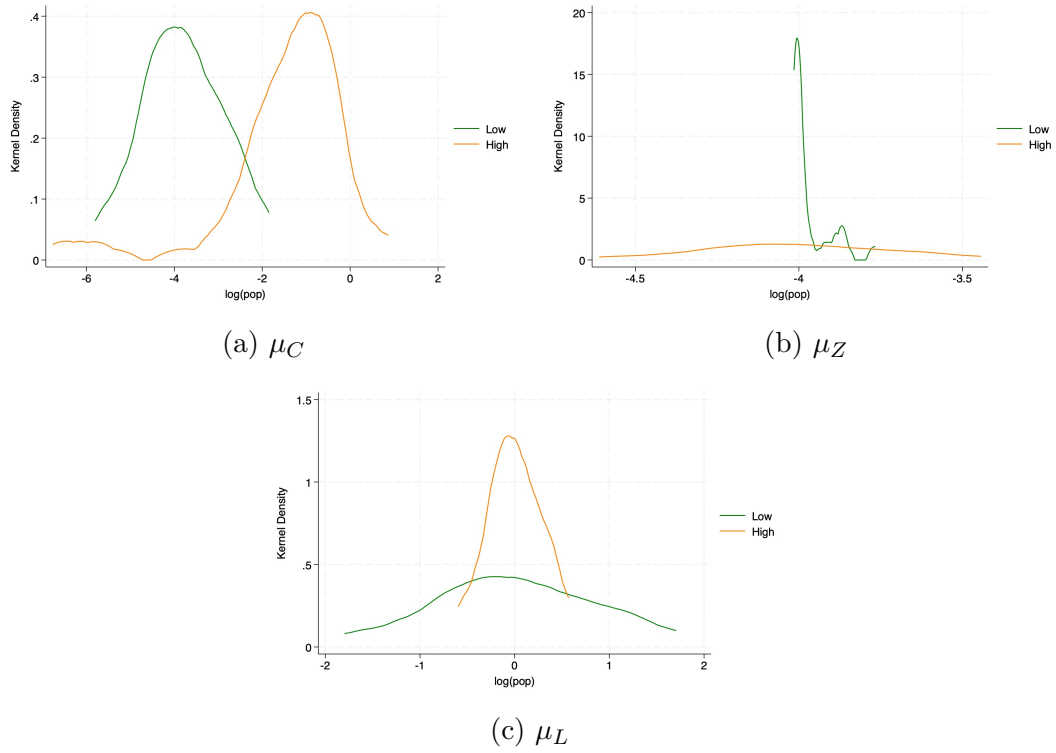 .4
.3
.2
.1
0
Kernel Density
-6
-4
-2
0
2
log(pop)
Low
High
(a) μ_C
20
15
10
5
0
Kernel Density
-4.5
-4
-3.5
log(pop)
Low
High
(b) μ_Z
1.5
1
.5
0
Kernel Density
-2
-1
0
1
2
log(pop)
Low
High
(c) μ_L